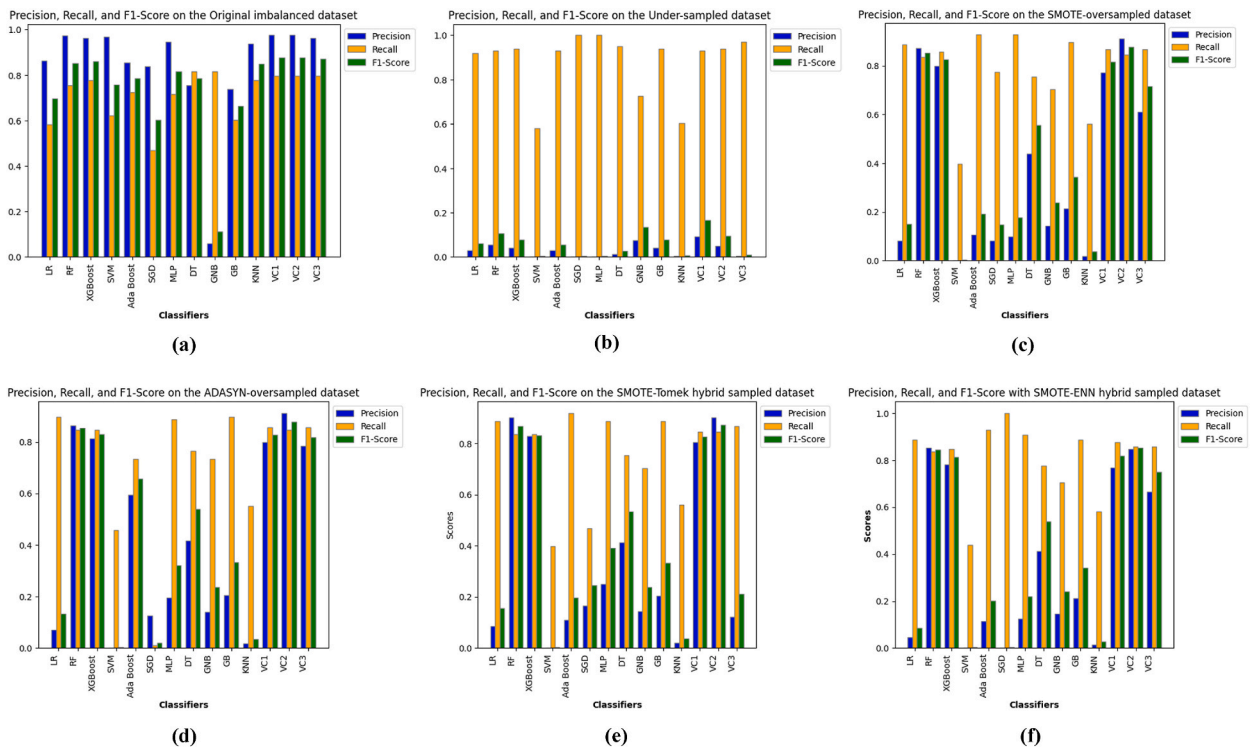 Precision, Recall, and F1-Score on the Original imbalanced dataset
Precision
Recall
F1-Score
0.0
0.2
0.4
0.6
0.8
1.0
LR
RF
XGBoost
SVM
Ada Boost
SGD
MLP
DT
GNB
GB
KNN
VC1
VC2
VC3
Classifiers
(a)
Precision, Recall, and F1-Score on the Under-sampled dataset
Precision
Recall
F1-Score
Scores
0.0
0.2
0.4
0.6
0.8
1.0
LR
RF
XGBoost
SVM
Ada Boost
SGD
MLP
DT
GNB
GB
KNN
VC1
VC2
VC3
Classifiers
(b)
Precision, Recall, and F1-Score on the SMOTE-oversampled dataset
Precision
Recall
F1-Score
0.0
0.2
0.4
0.6
0.8
LR
RF
XGBoost
SVM
Ada Boost
SGD
MLP
DT
GNB
GB
KNN
VC1
VC2
VC3
Classifiers
(c)
Precision, Recall, and F1-Score on the ADASYN-oversampled dataset
Precision
Recall
F1-Score
0.0
0.2
0.4
0.6
0.8
LR
RF
XGBoost
SVM
Ada Boost
SGD
MLP
DT
GNB
GB
KNN
VC1
VC2
VC3
Classifiers
(d)
Precision, Recall, and F1-Score on the SMOTE-Tomek hybrid sampled dataset
Precision
Recall
F1-Score
Scores
0.0
0.2
0.4
0.6
0.8
LR
RF
XGBoost
SVM
Ada Boost
SGD
MLP
DT
GNB
GB
KNN
VC1
VC2
VC3
Classifiers
(e)
Precision, Recall, and F1-Score with SMOTE-ENN hybrid sampled dataset
Precision
Recall
F1-Score
Scores
0.0
0.2
0.4
0.6
0.8
1.0
LR
RF
XGBoost
SVM
Ada Boost
SGD
MLP
DT
GNB
GB
KNN
VC1
VC2
VC3
Classifiers
(f)